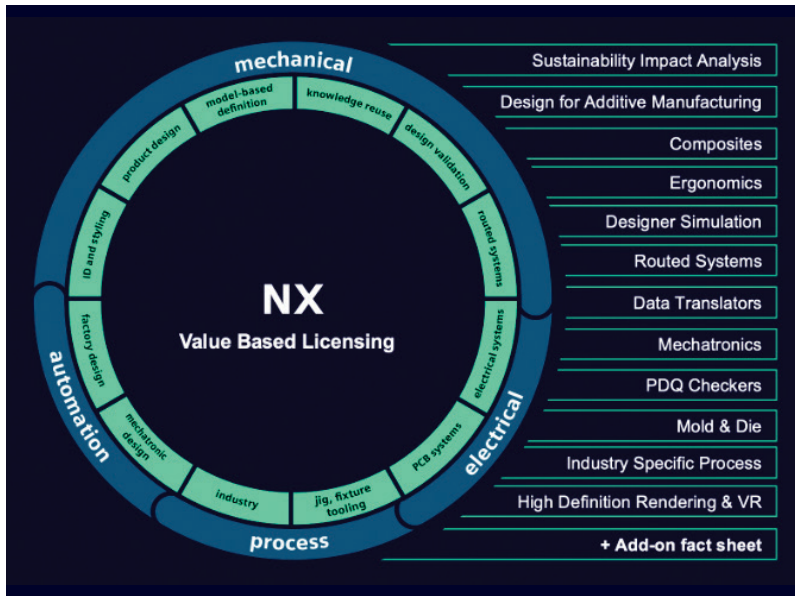 mechanical
model-based
definition
knowledge reuse
product design
design validation
ID and styling
routed systems
factory design
electrical systems
mechatronic
design
PCB systems
industry
jig, fixture
tooling
automation
electrical
process
NX
Value Based Licensing
Sustainability Impact Analysis
Design for Additive Manufacturing
Composites
Ergonomics
Designer Simulation
Routed Systems
Data Translators
Mechatronics
PDQ Checkers
Mold & Die
Industry Specific Process
High Definition Rendering & VR
+ Add-on fact sheet